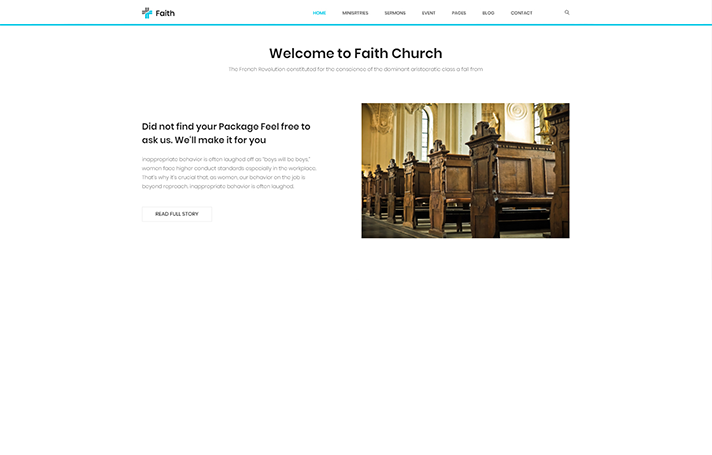 Faith
HOME MINISRTRIES SERMONS EVENT PAGES BLOG CONTACT
Welcome to Faith Church
The French Revolution constituted for the conscience of the dominant aristocratic class a fall from
Did not find your Package Feel free to
ask us. We'll make it for you
inappropriate behavior is often laughed off as "boys will be boys,"
women face higher conduct standards especially in the workplace.
That's why it's crucial that, as women, our behavior on the job is
beyond reproach. inappropriate behavior is often laughed.
READ FULL STORY